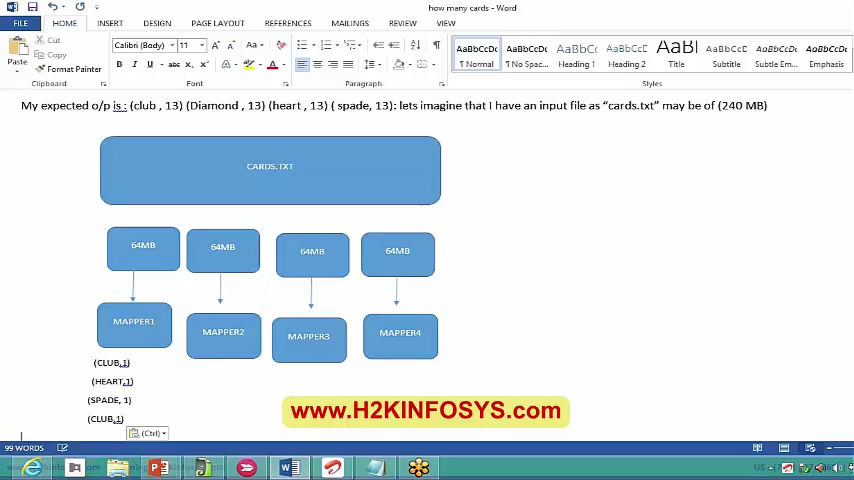 how many cards - Word
FILE HOME INSERT DESIGN PAGE LAYOUT REFERENCES MAILINGS REVIEW VIEW
Cut
Copy
Format Painter
Paste
Clipboard
Calibri (Body) 11
Font
Paragraph
AaBbCcDc AaBbCcDc AaBbC AaBbCcC AaBl AaBbCcC AaBbCcDc AaBbCcDc
¶ Normal ¶ No Spac... Heading 1 Heading 2 Title Subtitle Subtle Em... Emphasis
Styles
My expected o/p is : (club , 13) (Diamond , 13) (heart , 13) ( spade, 13): lets imagine that I have an input file as “cards.txt” may be of (240 MB)
CARDS.TXT
64MB 64MB 64MB 64MB
MAPPER1 MAPPER2 MAPPER3 MAPPER4
(CLUB,1)
(HEART,1)
(SPADE, 1)
(CLUB,1)
www.H2KINFOSYS.com
(Ctrl)
99 WORDS
US